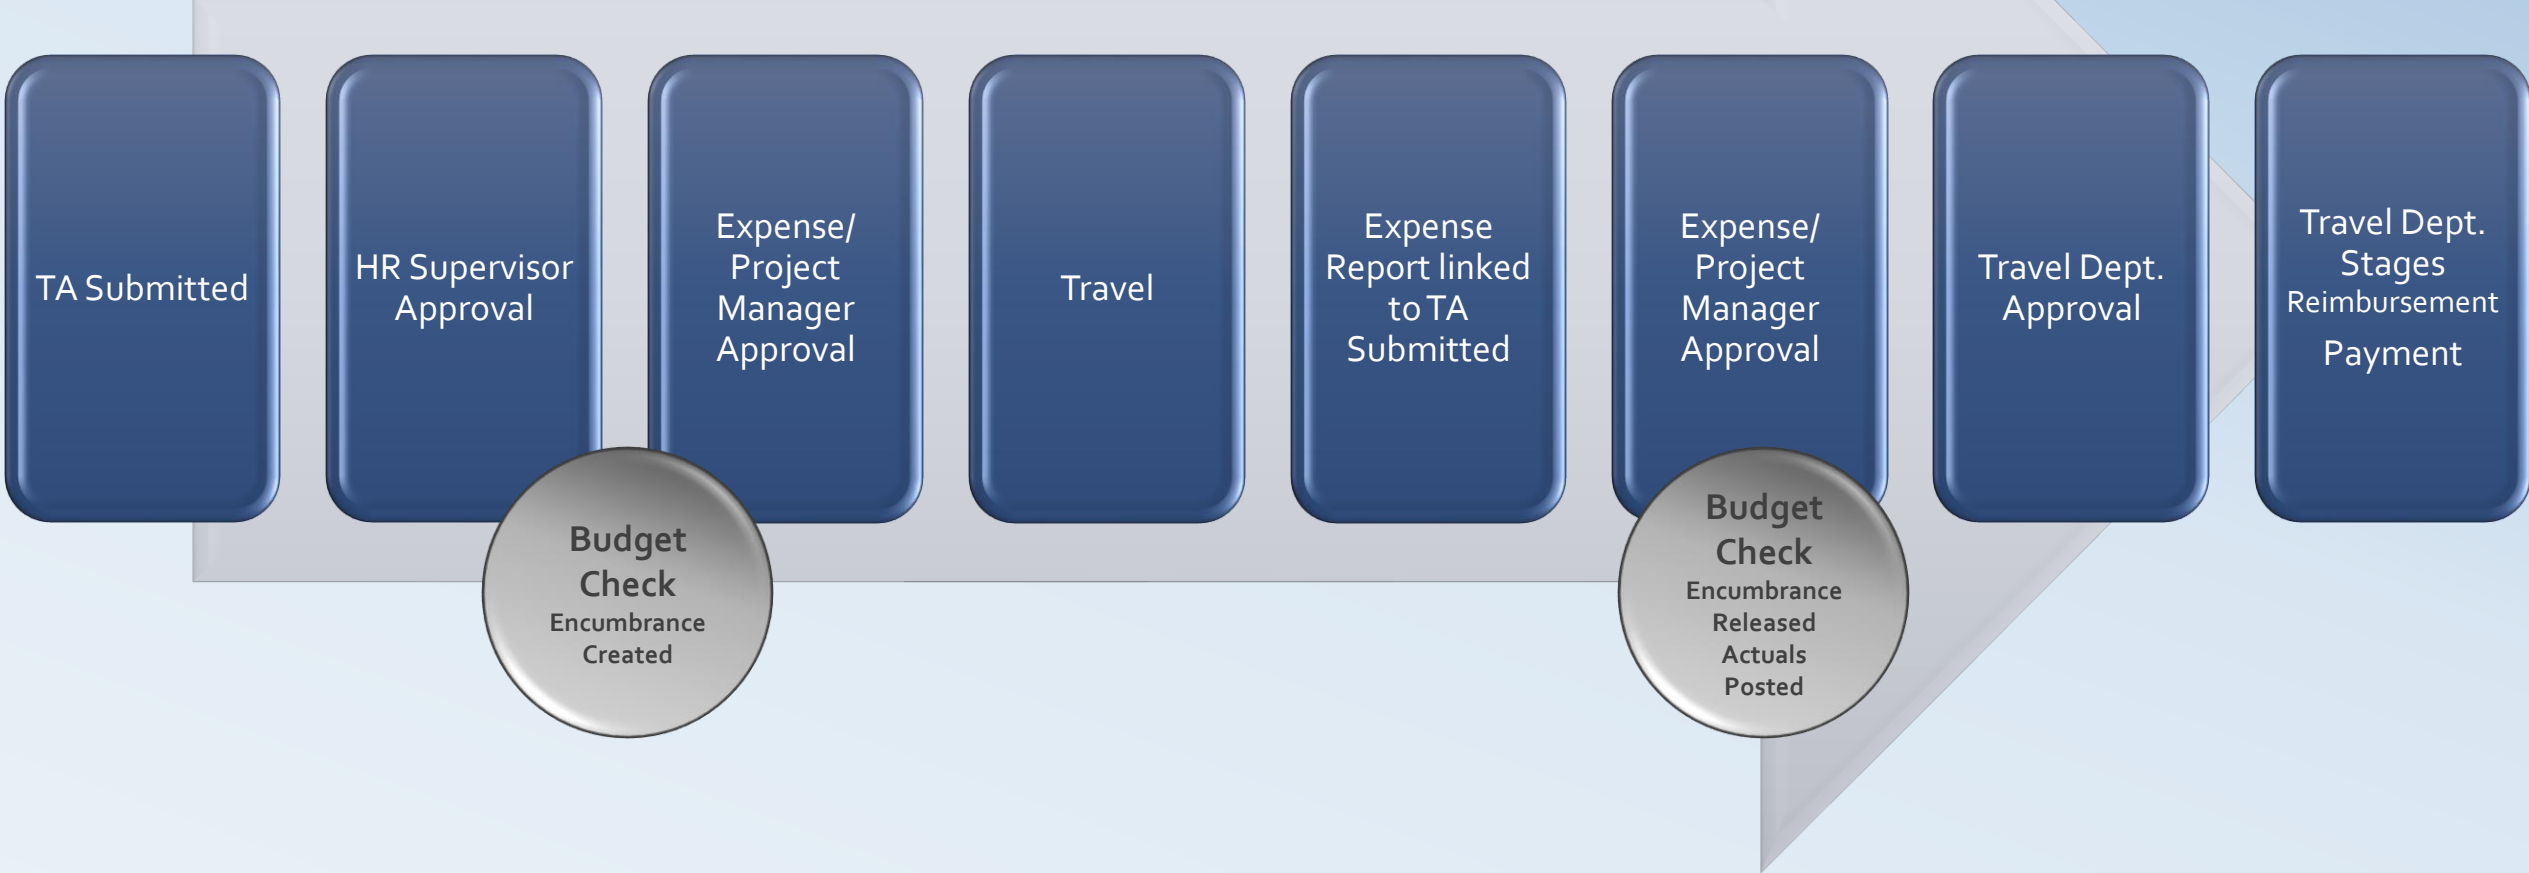 TA Submitted
HR Supervisor
Approval
Expense/
Project
Manager
Approval
Travel
Expense
Report linked
to TA
Submitted
Expense/
Project
Manager
Approval
Travel Dept.
Approval
Travel Dept.
Stages
Reimbursement
Payment
Budget
Check
Encumbrance
Created
Budget
Check
Encumbrance
Released
Actuals
Posted